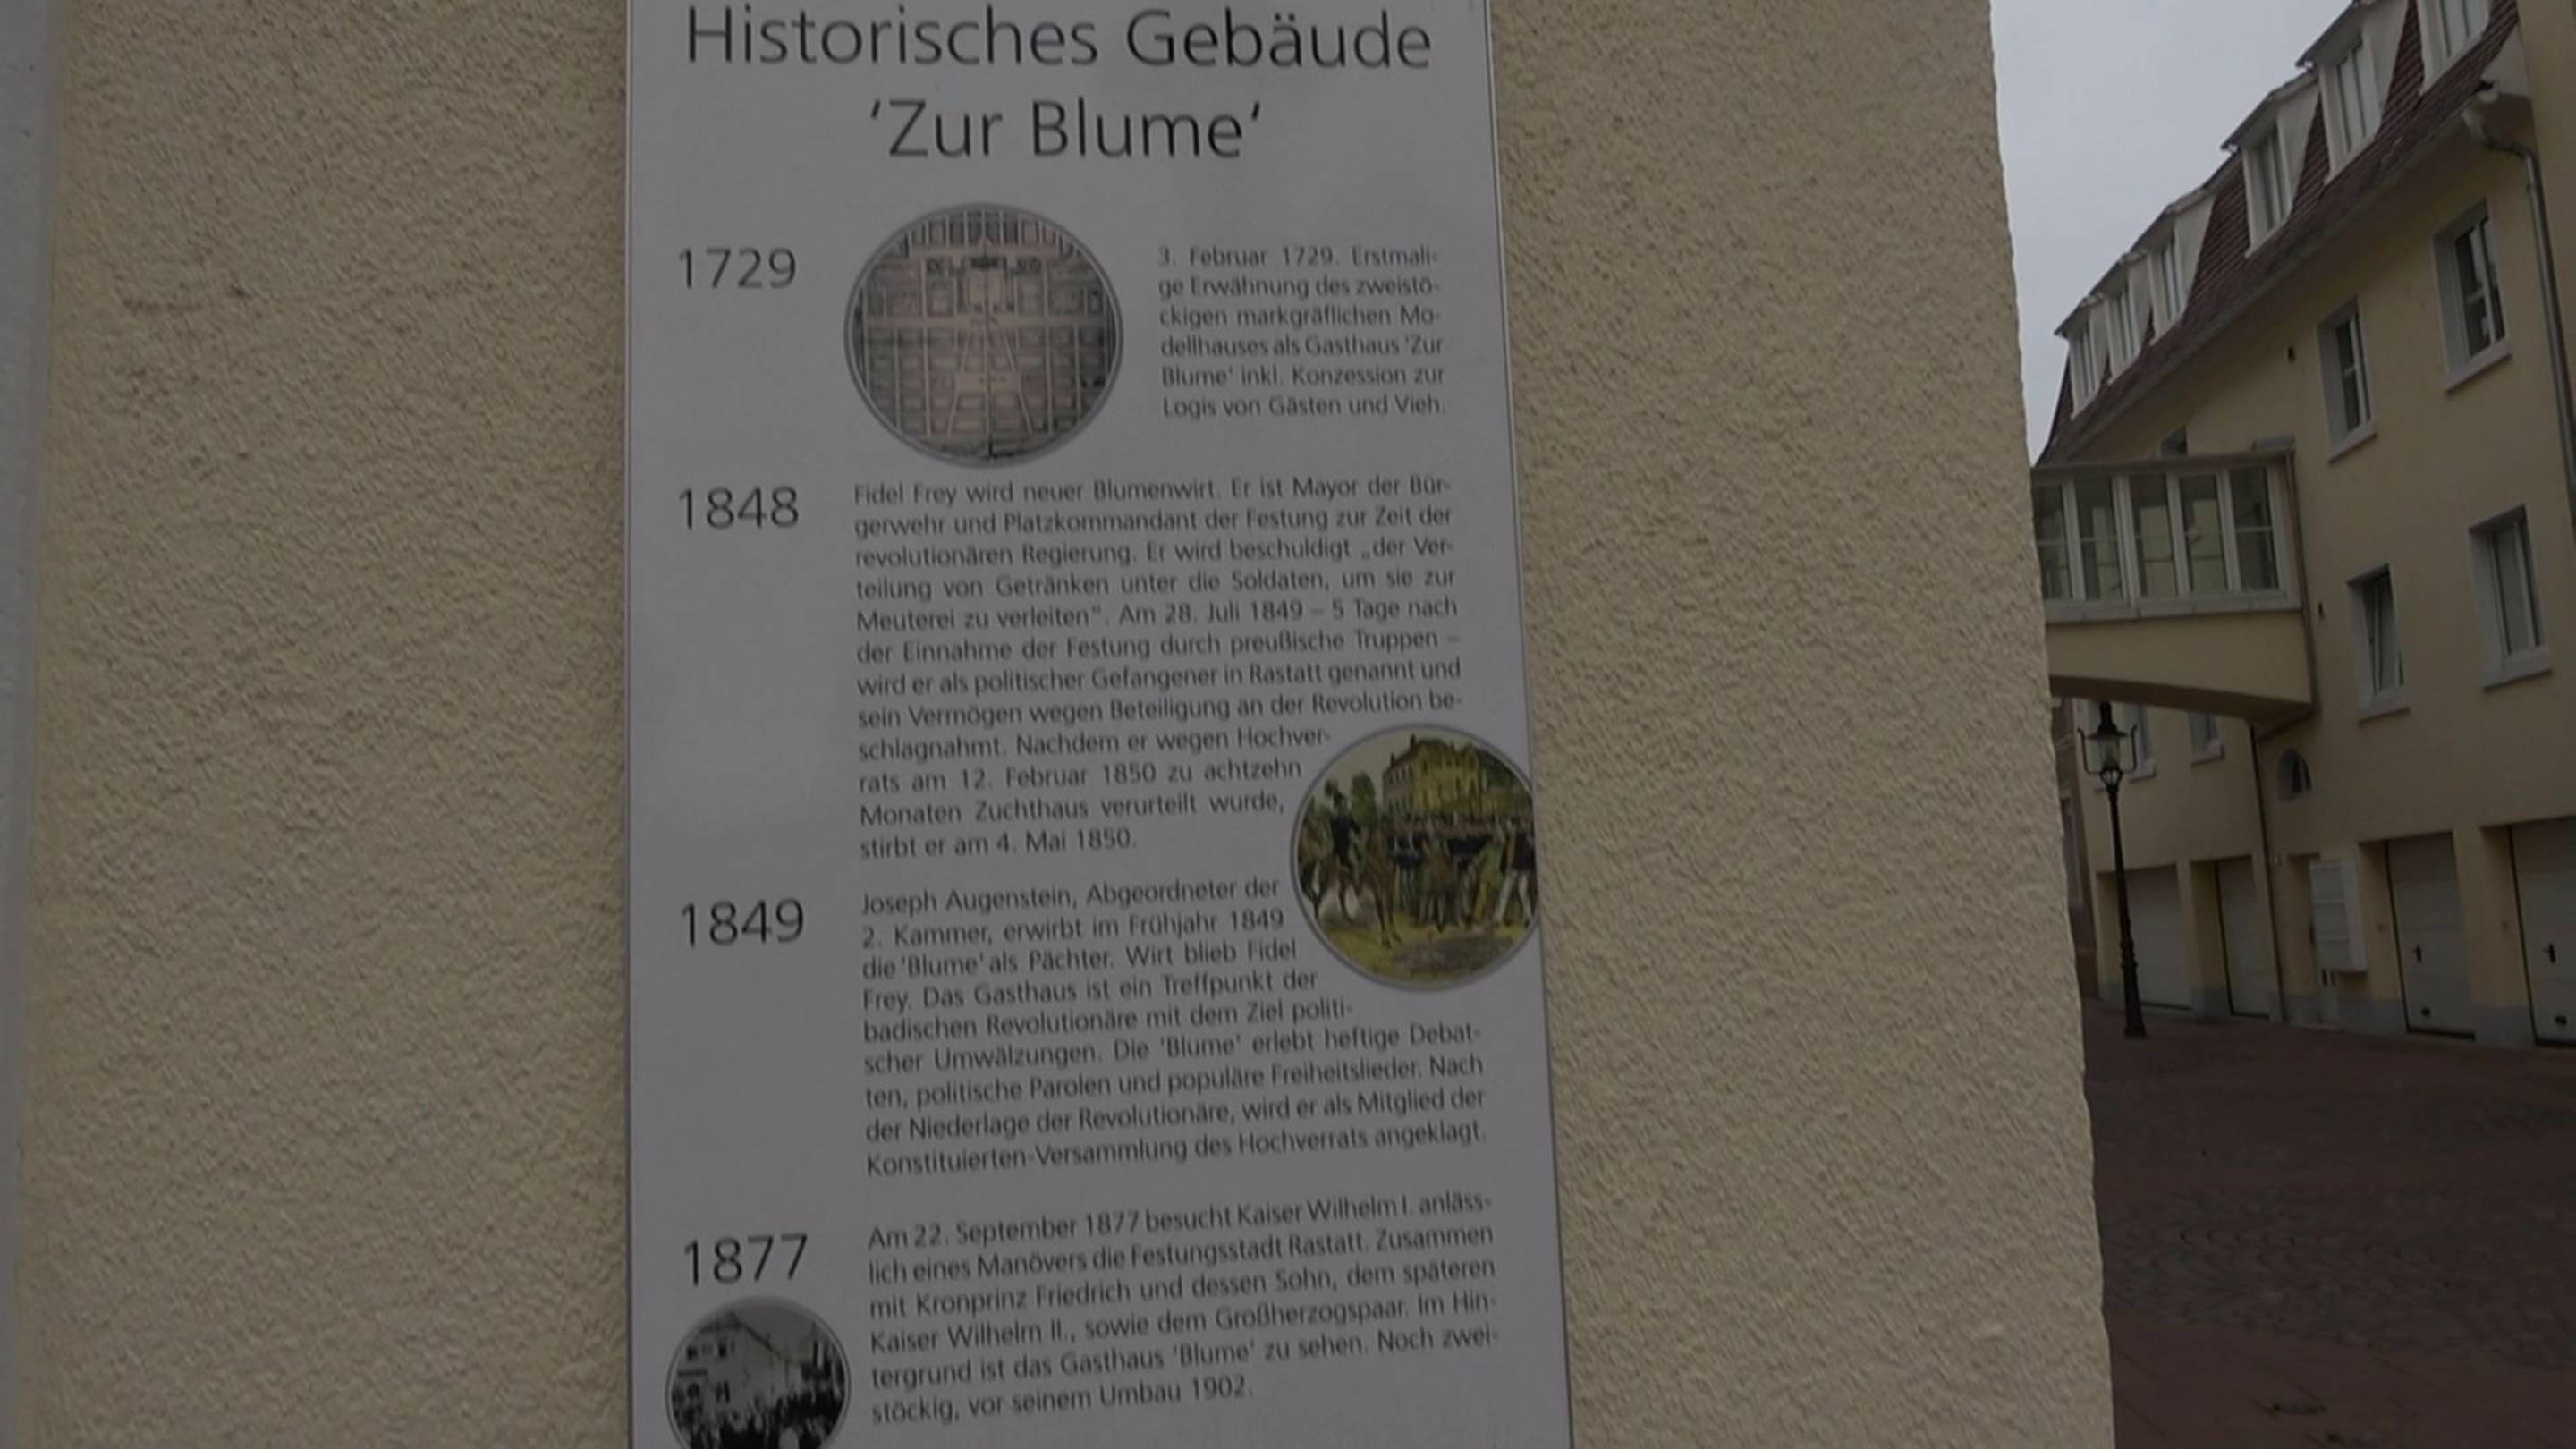 Historisches Gebäude
'Zur Blume'
1729
3. Februar 1729. Erstmali-
ge Erwähnung des zweistö-
ckigen markgräflichen Mo-
dellhauses als Gasthaus 'Zur
Blume' inkl. Konzession zur
Logis von Gästen und Vieh.
1848
Fidel Frey wird neuer Blumenwirt. Er ist Mayor der Bür-
gerwehr und Platzkommandant der Festung zur Zeit der
revolutionären Regierung. Er wird beschuldigt „der Ver-
teilung von Getränken unter die Soldaten, um sie zur
Meuterei zu verleiten". Am 28. Juli 1849 – 5 Tage nach
der Einnahme der Festung durch preußische Truppen –
wird er als politischer Gefangener in Rastatt genannt und
sein Vermögen wegen Beteiligung an der Revolution be-
schlagnahmt. Nachdem er wegen Hochver-
rats am 12. Februar 1850 zu achtzehn
Monaten Zuchthaus verurteilt wurde,
stirbt er am 4. Mai 1850.
1849
Joseph Augenstein, Abgeordneter der
2. Kammer, erwirbt im Frühjahr 1849
die 'Blume' als Pächter. Wirt blieb Fidel
Frey. Das Gasthaus ist ein Treffpunkt der
badischen Revolutionäre mit dem Ziel politi-
scher Umwälzungen. Die 'Blume' erlebt heftige Debat-
ten, politische Parolen und populäre Freiheitslieder. Nach
der Niederlage der Revolutionäre, wird er als Mitglied der
Konstituierten-Versammlung des Hochverrats angeklagt.
1877
Am 22. September 1877 besucht Kaiser Wilhelm I. anläss-
lich eines Manövers die Festungsstadt Rastatt. Zusammen
mit Kronprinz Friedrich und dessen Sohn, dem späteren
Kaiser Wilhelm II., sowie dem Großherzogspaar. Im Hin-
tergrund ist das Gasthaus 'Blume' zu sehen. Noch zwei-
stöckig, vor seinem Umbau 1902.